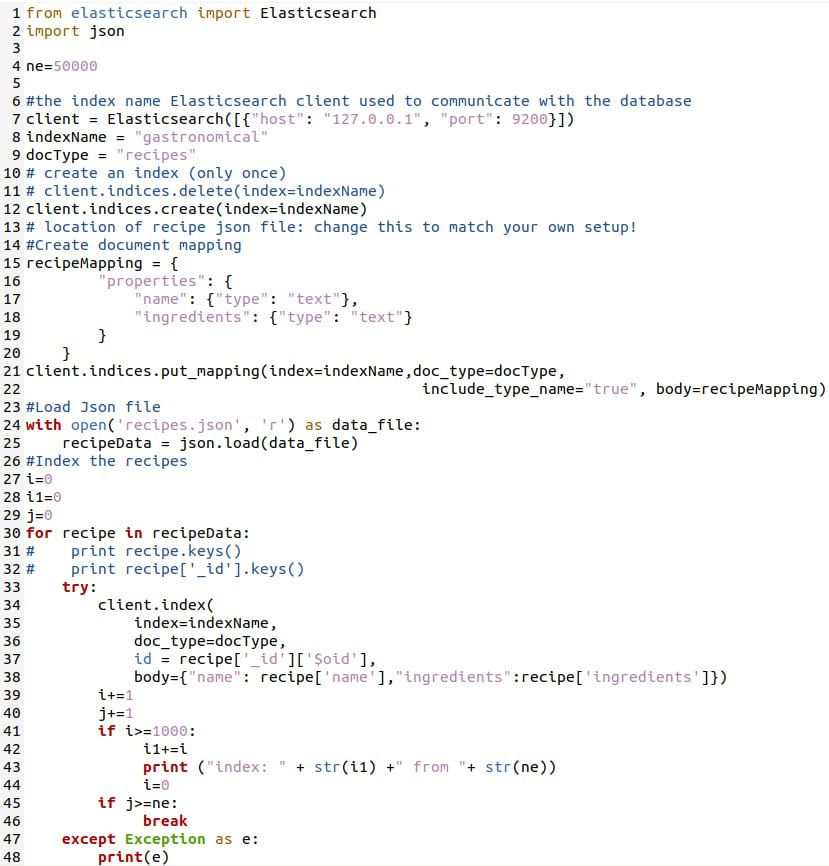 1 from elasticsearch import Elasticsearch
2 import json
3
4 ne=50000
5
6 #the index name Elasticsearch client used to communicate with the database
7 client = Elasticsearch([{"host": "127.0.0.1", "port": 9200}])
8 indexName = "gastronomical"
9 docType = "recipes"
10 # create an index (only once)
11 # client.indices.delete(index=indexName)
12 client.indices.create(index=indexName)
13 # location of recipe json file: change this to match your own setup!
14 #Create document mapping
15 recipeMapping = {
16         "properties": {
17             "name": {"type": "text"},
18             "ingredients": {"type": "text"}
19         }
20     }
21 client.indices.put_mapping(index=indexName,doc_type=docType,
22                                             include_type_name="true", body=recipeMapping)
23 #Load Json file
24 with open('recipes.json', 'r') as data_file:
25     recipeData = json.load(data_file)
26 #Index the recipes
27 i=0
28 i1=0
29 j=0
30 for recipe in recipeData:
31 #    print recipe.keys()
32 #    print recipe['_id'].keys()
33     try:
34         client.index(
35             index=indexName,
36             doc_type=docType,
37             id = recipe['_id']['$oid'],
38             body={"name": recipe['name'],"ingredients":recipe['ingredients']})
39         i+=1
40         j+=1
41         if i>=1000:
42              i1+=i
43              print ("index: " + str(i1) +" from "+ str(ne))
44              i=0
45         if j>=ne:
46              break
47     except Exception as e:
48         print(e)